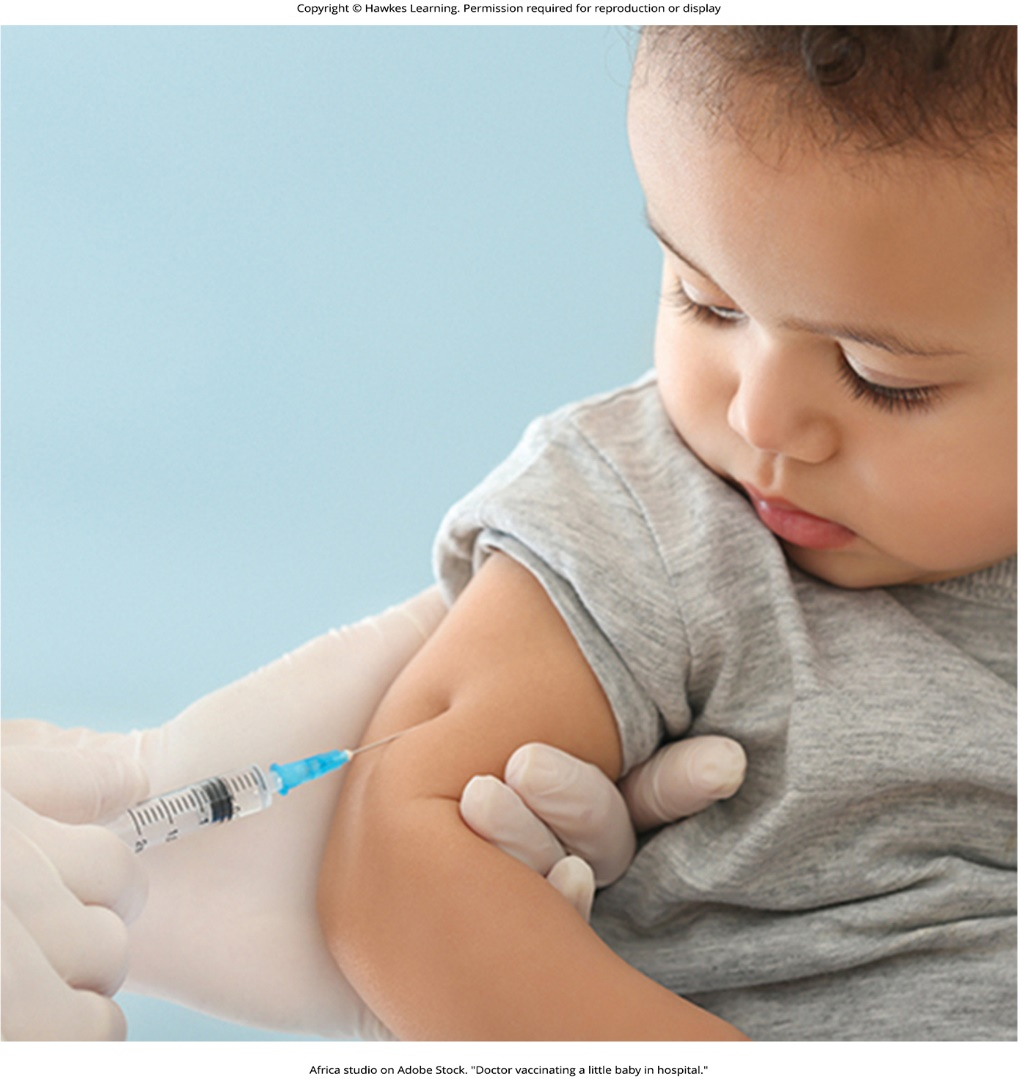 Copyright © Hawkes Learning. Permission required for reproduction or display
Africa studio on Adobe Stock. "Doctor vaccinating a little baby in hospital."